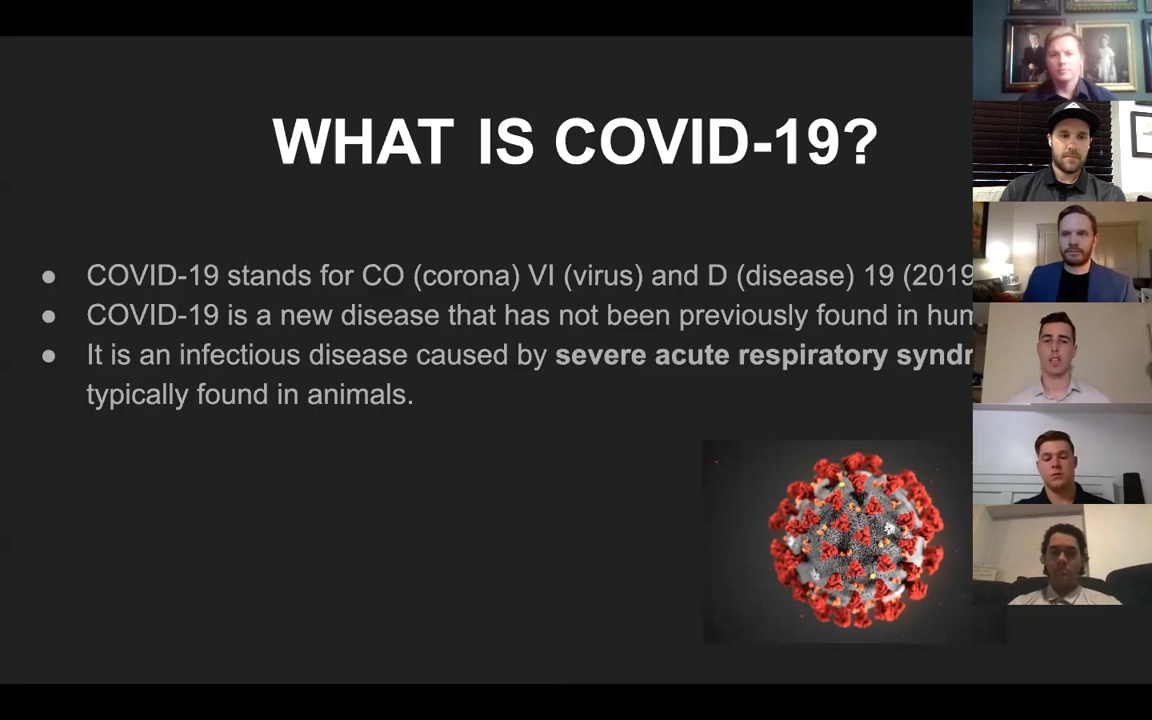 WHAT IS COVID-19?
● COVID-19 stands for CO (corona) VI (virus) and D (disease) 19 (2019
● COVID-19 is a new disease that has not been previously found in hum
● It is an infectious disease caused by severe acute respiratory syndr
typically found in animals.